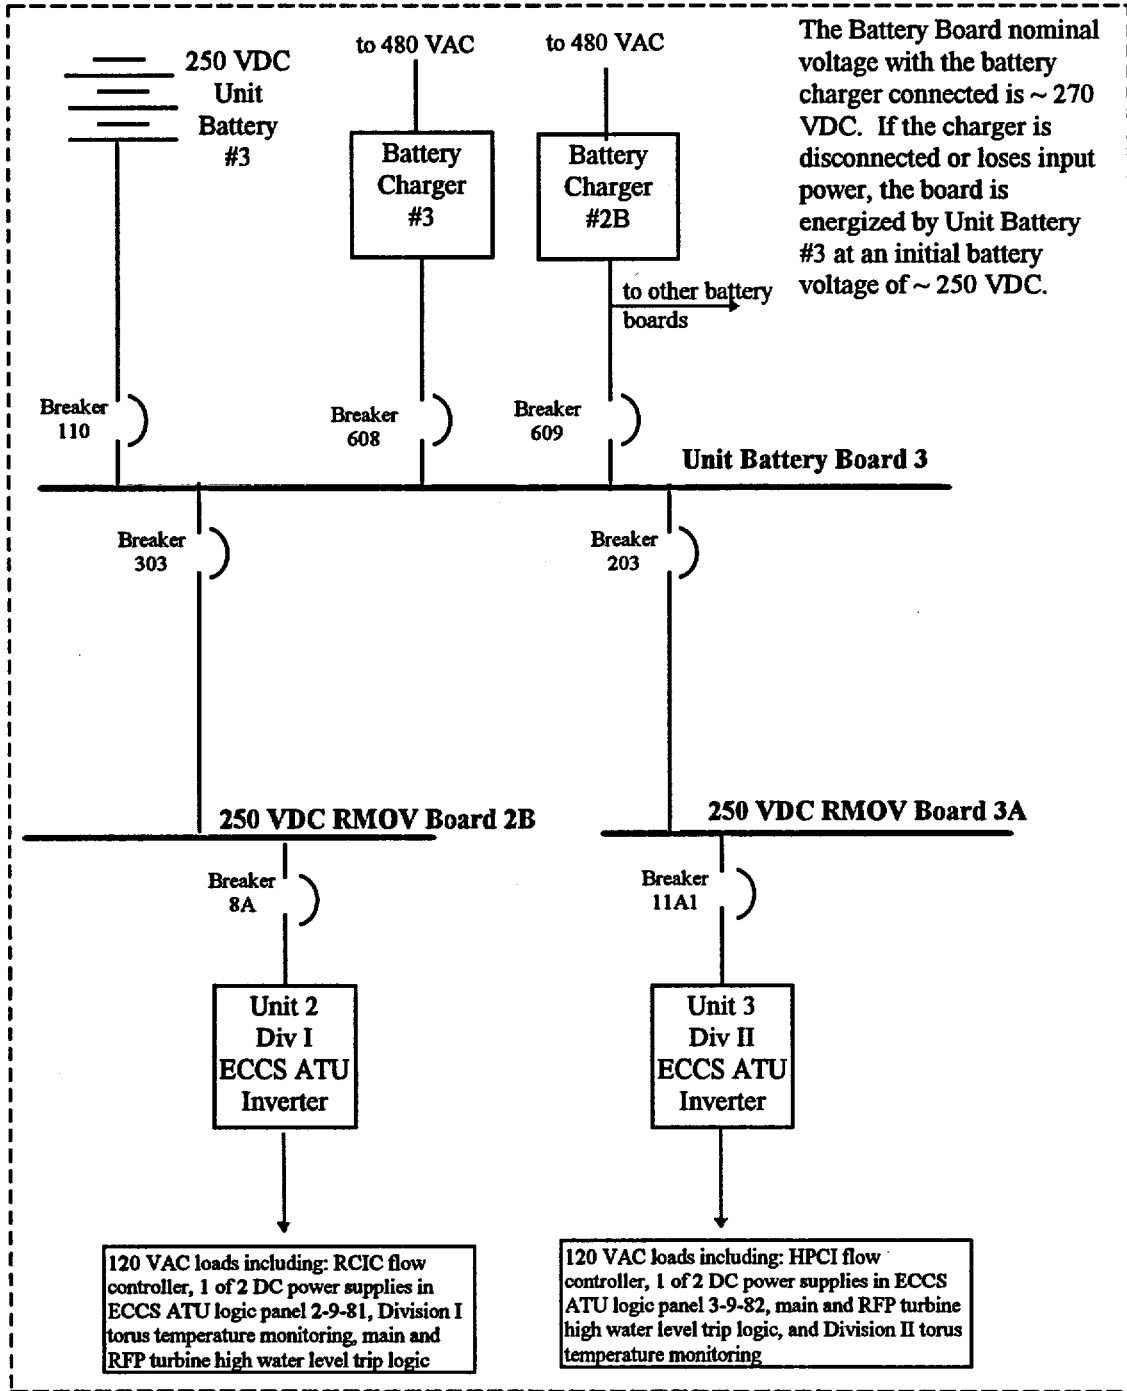 250 VDC
Unit
Battery
#3
to 480 VAC
to 480 VAC
The Battery Board nominal
voltage with the battery
charger connected is ~ 270
VDC. If the charger is
disconnected or loses input
power, the board is
energized by Unit Battery
#3 at an initial battery
voltage of ~ 250 VDC.
Battery
Charger
#3
Battery
Charger
#2B
to other battery
boards
Breaker
110
Breaker
608
Breaker
609
Unit Battery Board 3
Breaker
303
Breaker
203
250 VDC RMOV Board 2B
250 VDC RMOV Board 3A
Breaker
8A
Breaker
11A1
Unit 2
Div I
ECCS ATU
Inverter
Unit 3
Div II
ECCS ATU
Inverter
120 VAC loads including: RCIC flow
controller, 1 of 2 DC power supplies in
ECCS ATU logic panel 2-9-81, Division I
torus temperature monitoring, main and
RFP turbine high water level trip logic
120 VAC loads including: HPCI flow
controller, 1 of 2 DC power supplies in ECCS
ATU logic panel 3-9-82, main and RFP turbine
high water level trip logic, and Division II torus
temperature monitoring